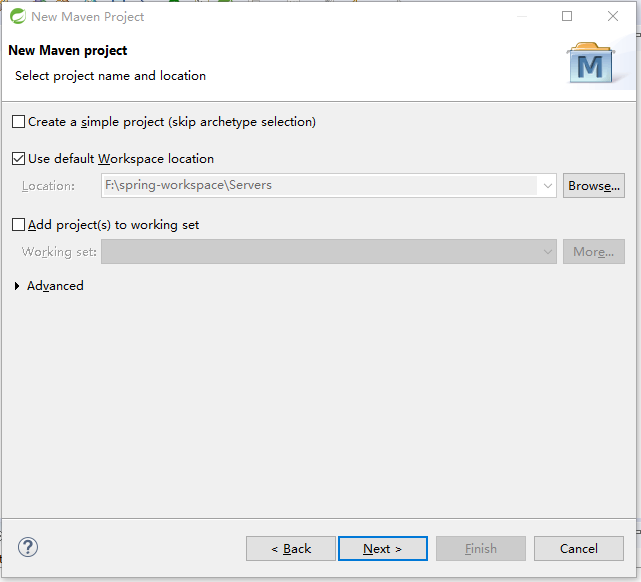 New Maven Project
New Maven project
Select project name and location
M
Create a simple project (skip archetype selection)
Use default Workspace location
Location: F:\spring-workspace\Servers Browse...
Add project(s) to working set
Working set: More...
Advanced
? < Back Next > Finish Cancel